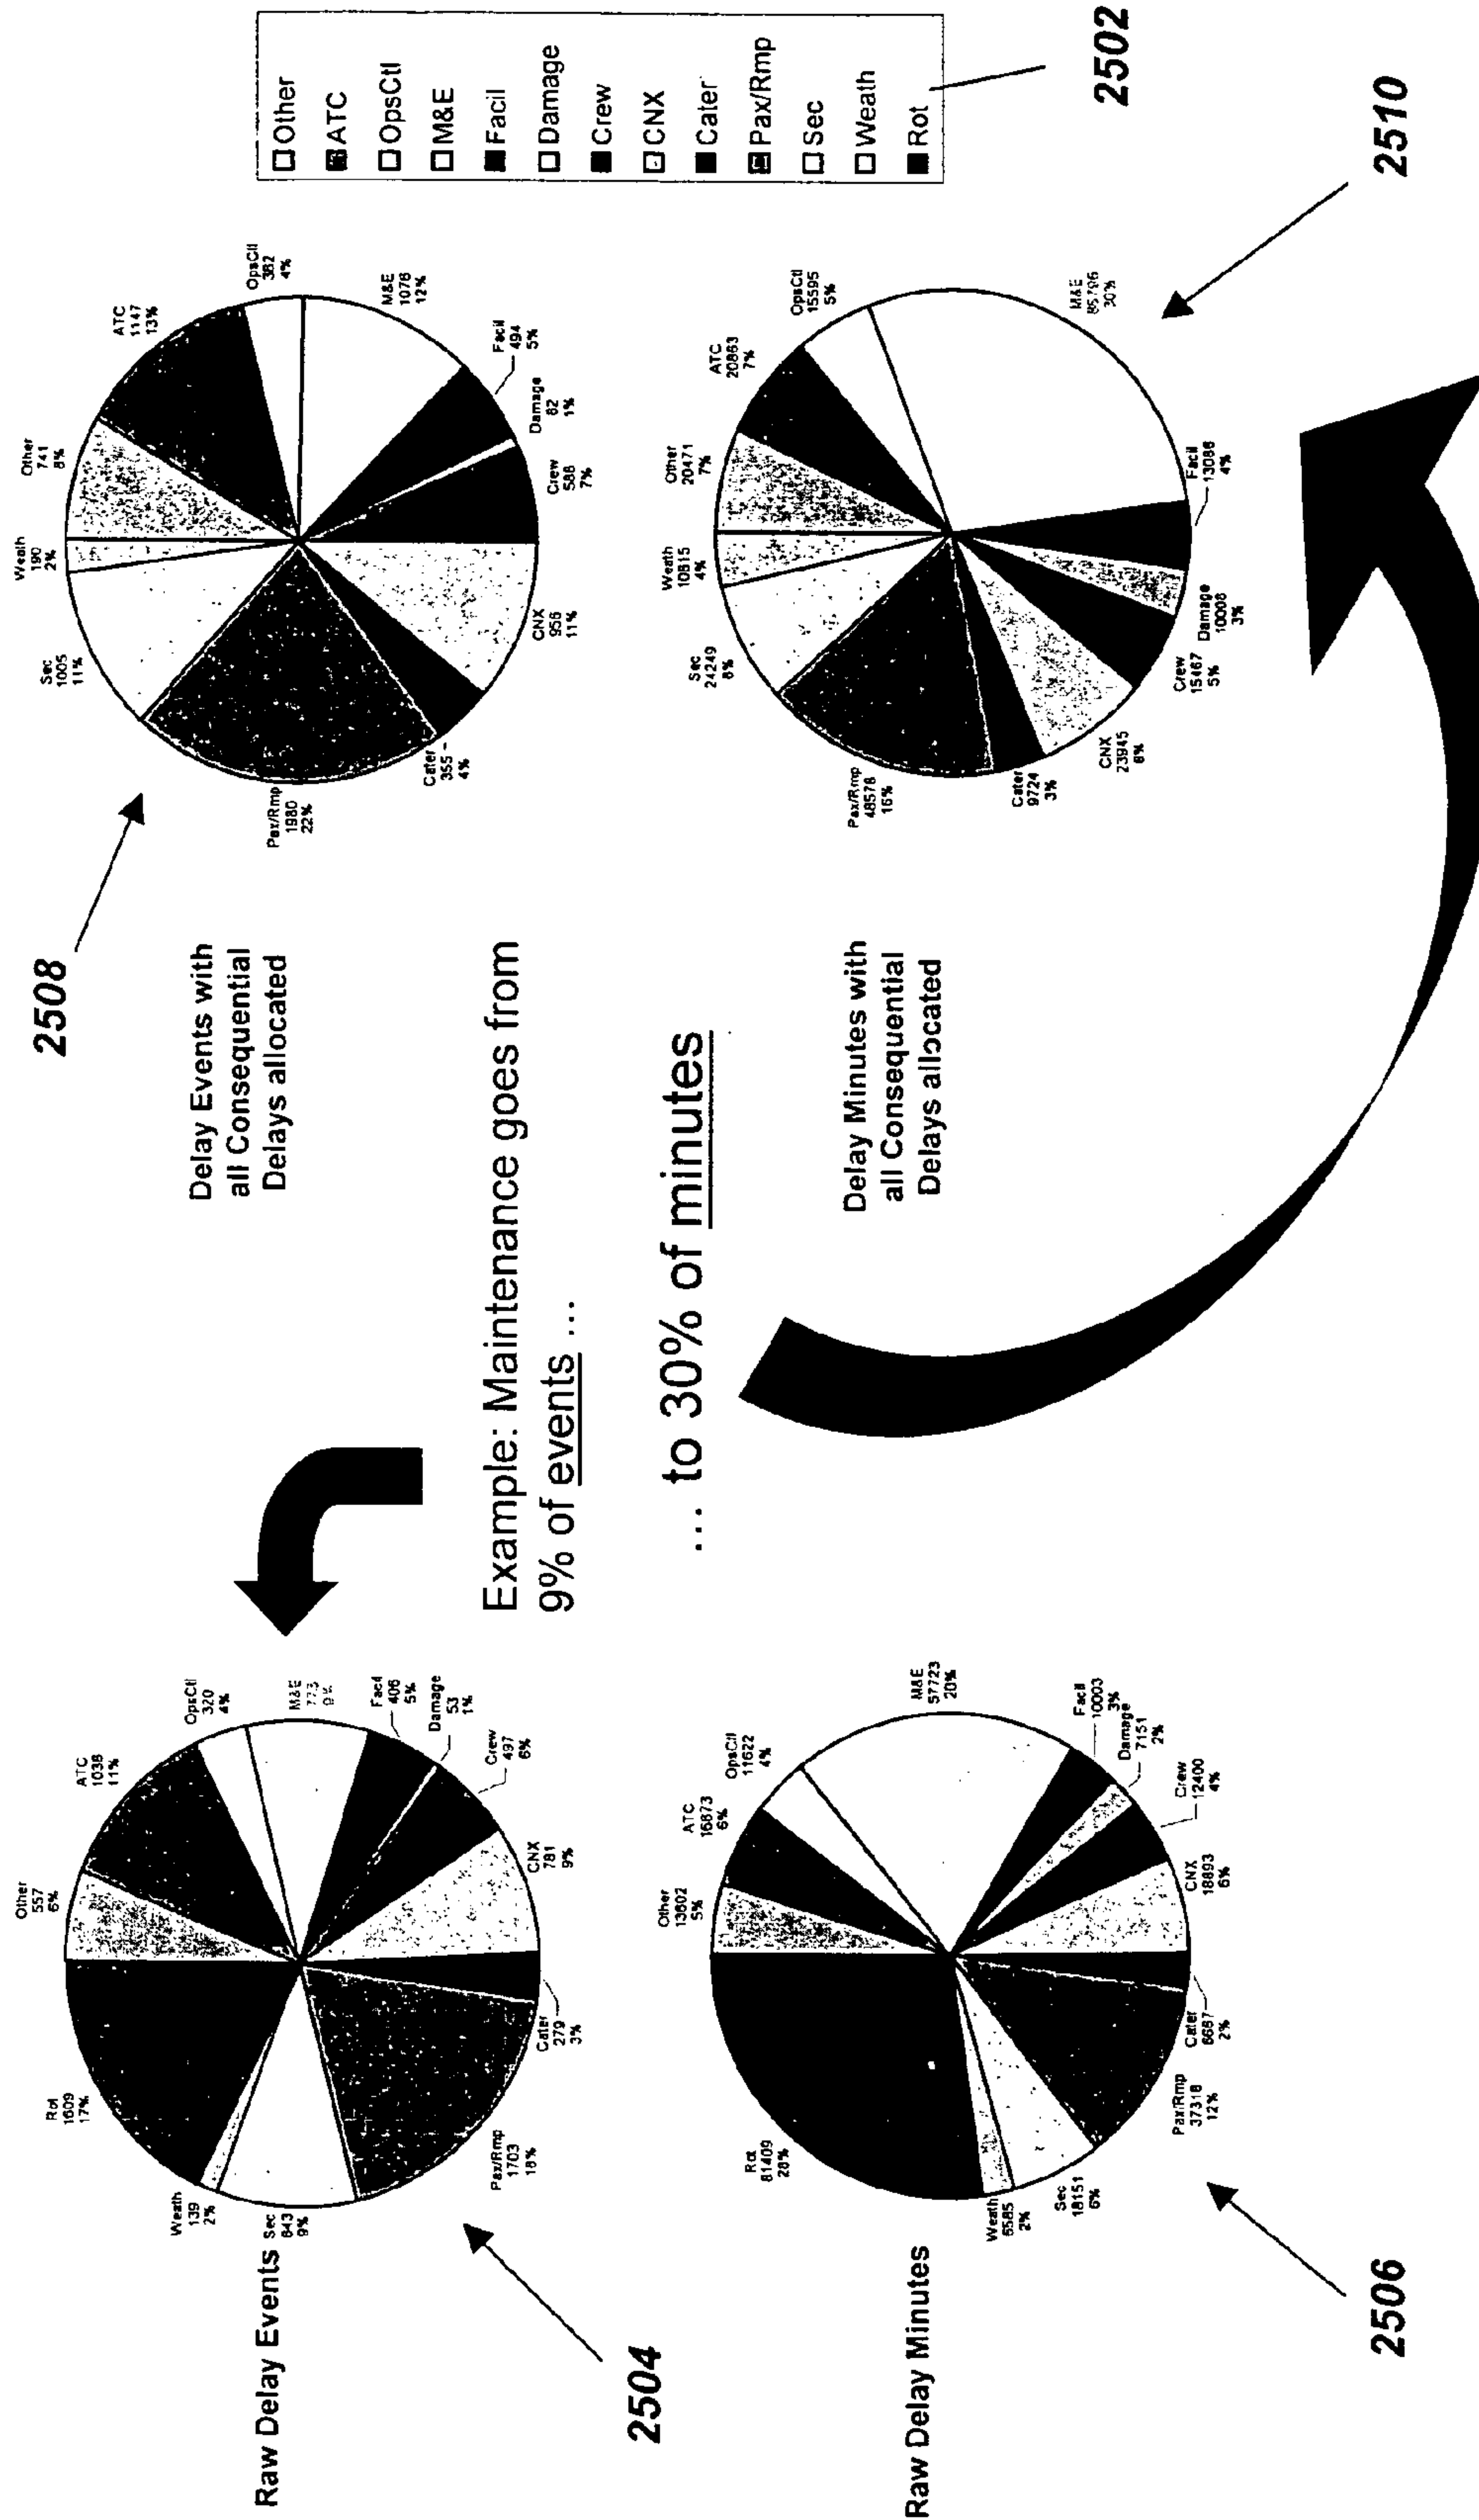 Raw Delay Events
2504
Other
557
6%
ATC
1038
11%
OpsCtl
320
4%
M&E
773
Facil
406
5%
Damage
53
1%
Crew
497
6%
CNX
781
9%
Cater
279
3%
Pax/Rmp
1703
18%
Sec
843
9%
Weath
139
2%
Rot
1609
17%
Raw Delay Minutes
2506
Other
13602
5%
ATC
16873
6%
OpsCtl
11622
4%
M&E
57723
20%
Facil
10003
3%
Damage
7151
2%
Crew
12400
4%
CNX
18893
6%
Cater
6687
2%
Pax/Rmp
37318
12%
Sec
18151
6%
Weath
6585
2%
Rot
81409
28%
Example: Maintenance goes from
9% of events ...
... to 30% of minutes
Delay Events with
all Consequential
Delays allocated
2508
Other
741
8%
ATC
1147
13%
OpsCtl
382
4%
M&E
1078
12%
Facil
494
5%
Damage
62
1%
Crew
586
7%
CNX
956
11%
Cater
355
4%
Pax/Rmp
1980
22%
Sec
1005
11%
Weath
190
2%
Delay Minutes with
all Consequential
Delays allocated
2510
Other
20471
7%
ATC
20863
7%
OpsCtl
15595
5%
M&E
30%
Facil
13086
4%
Damage
10008
3%
Crew
15467
5%
CNX
23945
8%
Cater
9724
3%
Pax/Rmp
48578
16%
Sec
24249
8%
Weath
10815
4%
Other
ATC
OpsCtl
M&E
Facil
Damage
Crew
CNX
Cater
Pax/Rmp
Sec
Weath
Rot
2502